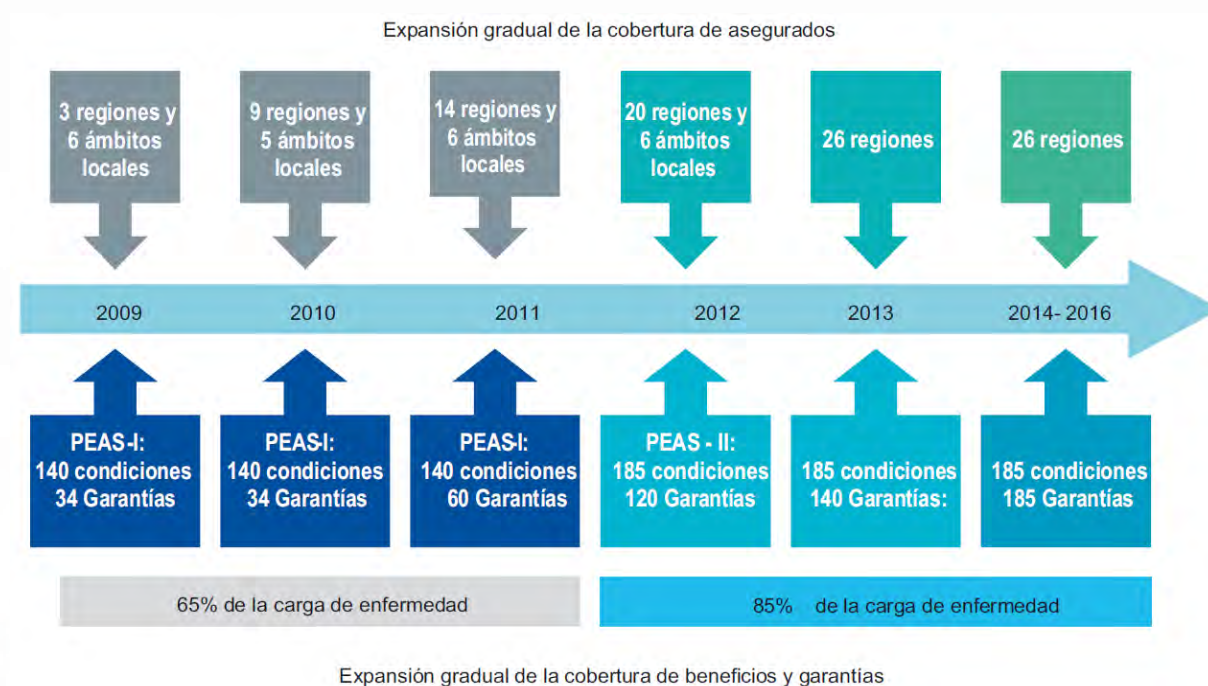 Expansión gradual de la cobertura de asegurados
3 regiones y
6 ámbitos
locales
9 regiones y
5 ámbitos
locales
14 regiones y
6 ámbitos
locales
20 regiones y
6 ámbitos
locales
26 regiones
26 regiones
2009
2010
2011
2012
2013
2014- 2016
PEAS-I:
140 condiciones
34 Garantías
PEAS-I:
140 condiciones
34 Garantías
PEAS-I:
140 condiciones
60 Garantías
PEAS - II:
185 condiciones
120 Garantías
185 condiciones
140 Garantías:
185 condiciones
185 Garantías
65% de la carga de enfermedad
85% de la carga de enfermedad
Expansión gradual de la cobertura de beneficios y garantías